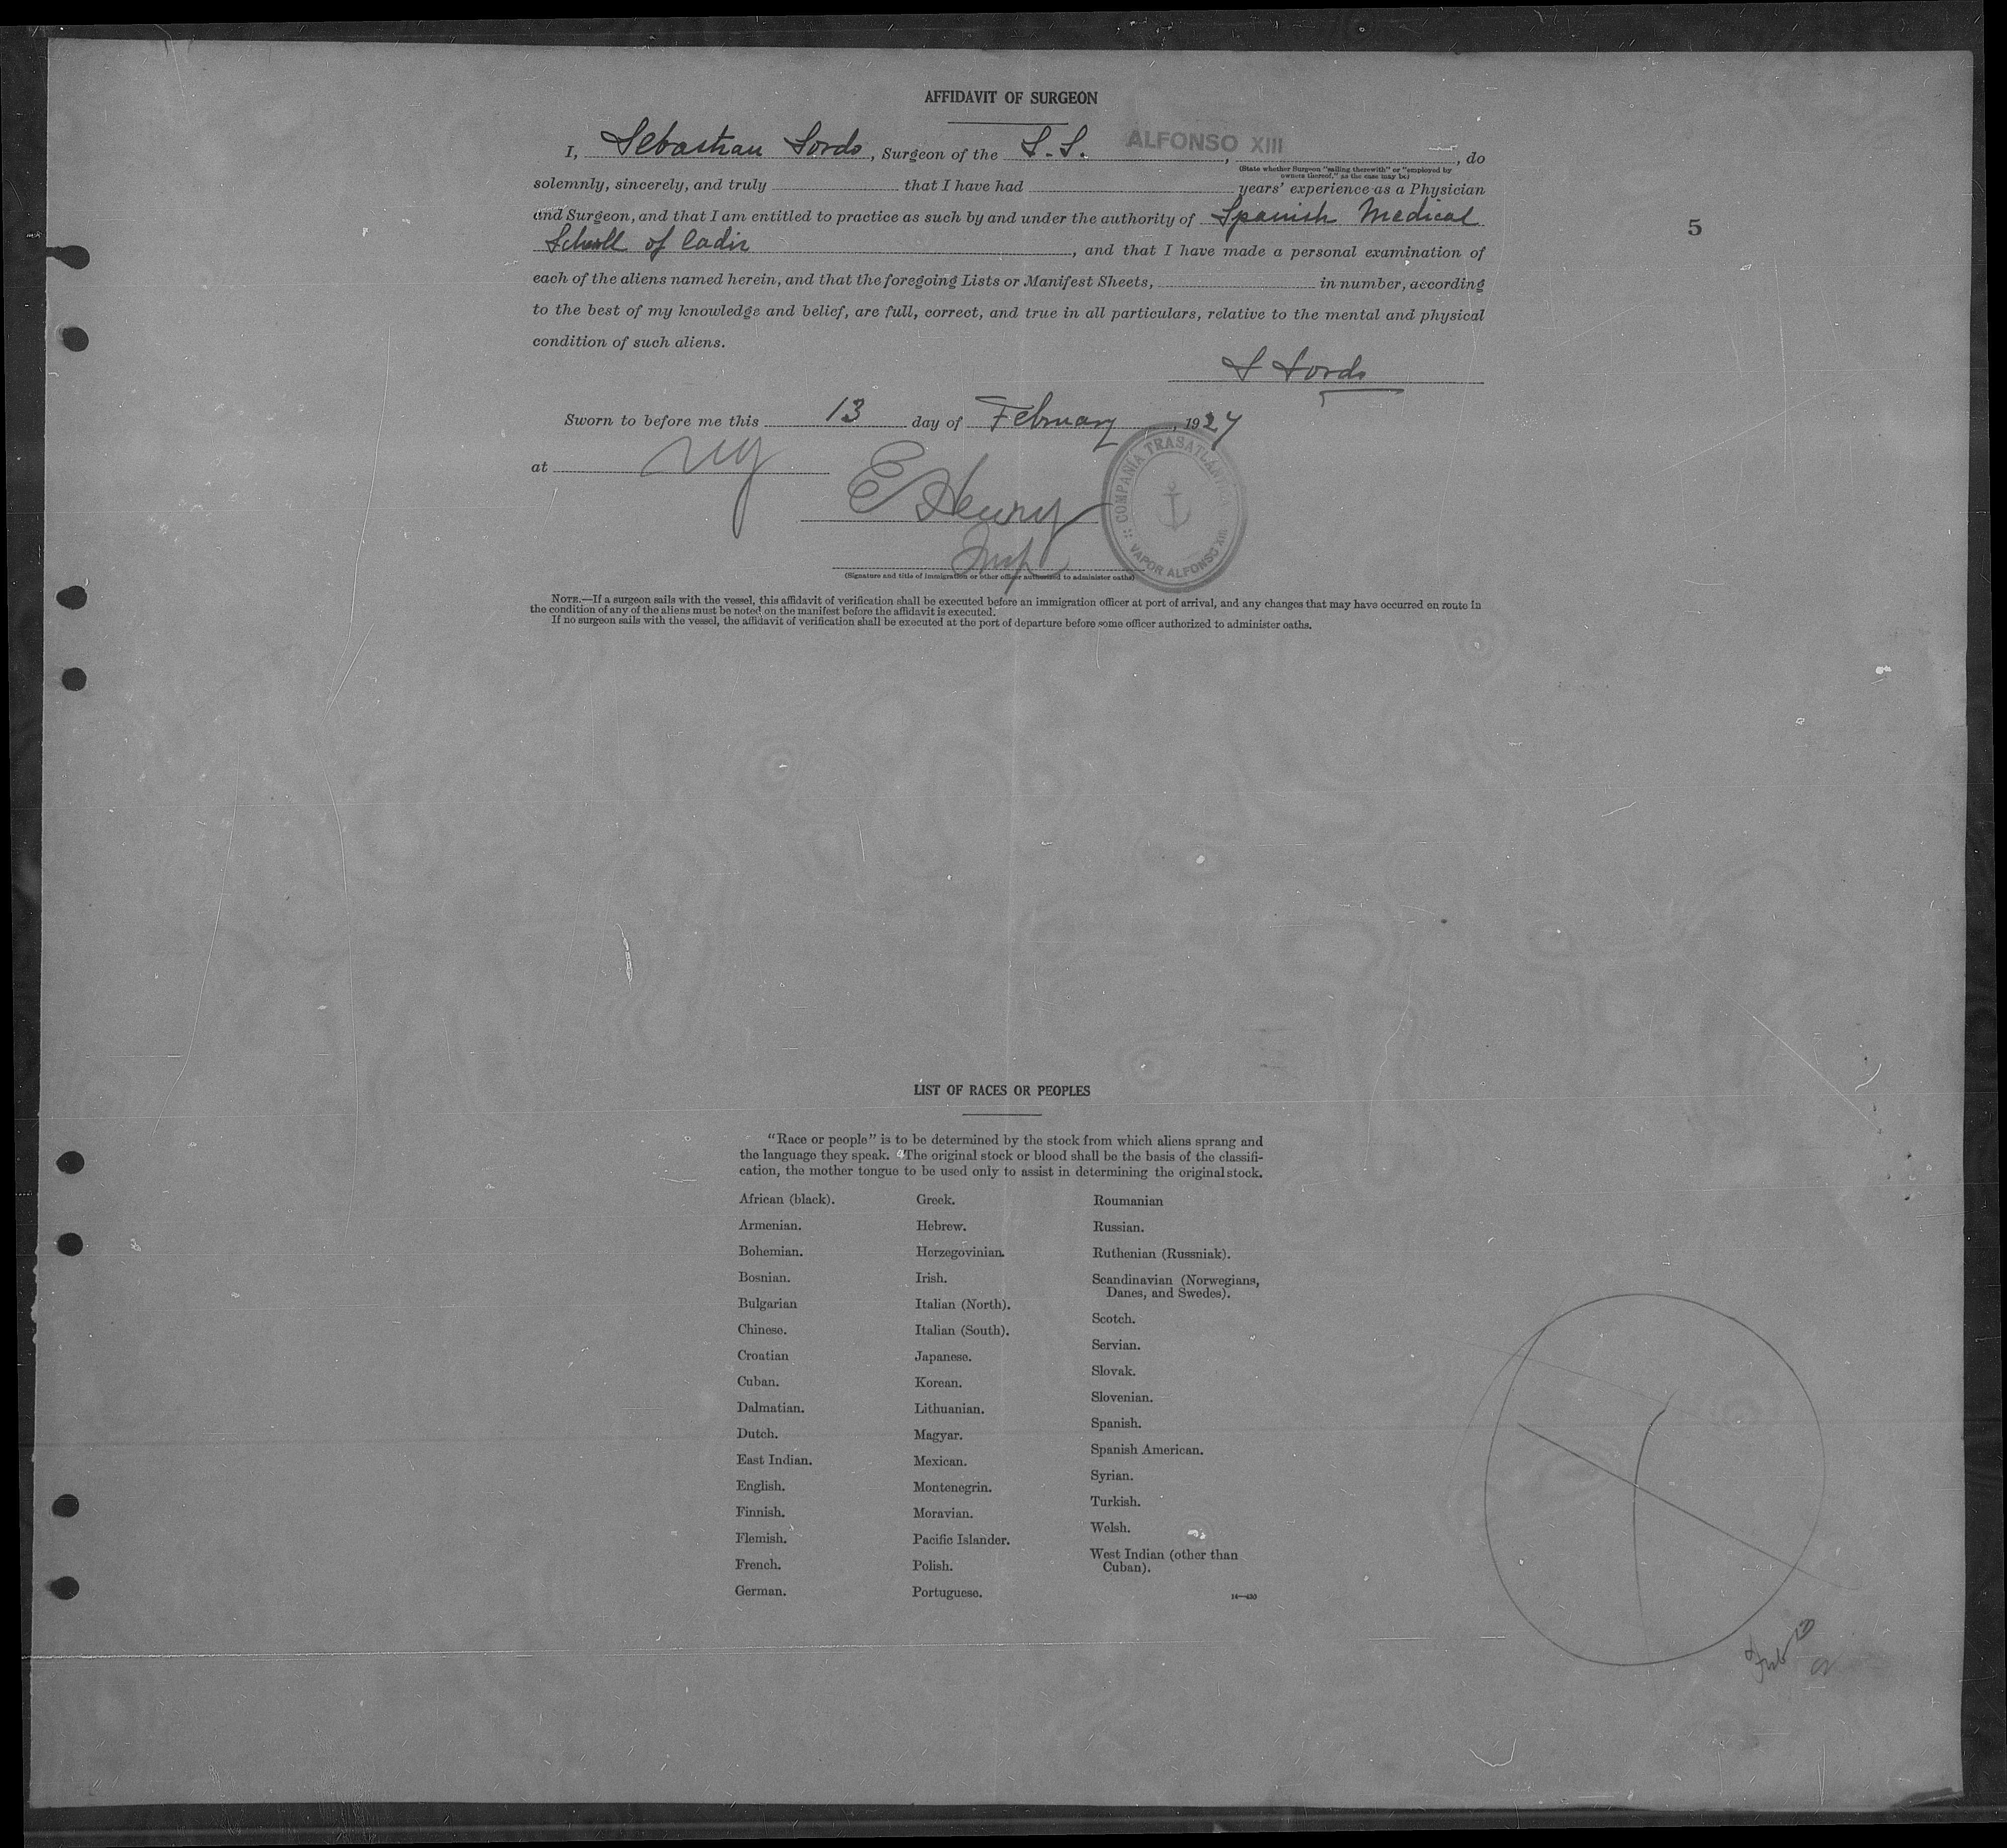 AFFIDAVIT OF SURGEON
I, Sebastian Sordo, Surgeon of the S.S. ALFONSO XIII, , do
(State whether Surgeon "sailing therewith" or "employed by
owners thereof," as the case may be)
solemnly, sincerely, and truly that I have had years' experience as a Physician
and Surgeon, and that I am entitled to practice as such by and under the authority of Spanish Medical
5
School of Cadiz, and that I have made a personal examination of
each of the aliens named herein, and that the foregoing Lists or Manifest Sheets, in number, according
to the best of my knowledge and belief, are full, correct, and true in all particulars, relative to the mental and physical
condition of such aliens.
S Sordo
Sworn to before me this 13 day of February, 1927
at NY
E Henry
Insp
COMPAÑIA TRASATLANTICA
VAPOR ALFONSO XIII
(Signature and title of immigration or other officer authorized to administer oaths)
NOTE.—If a surgeon sails with the vessel, this affidavit of verification shall be executed before an immigration officer at port of arrival, and any changes that may have occurred en route in
the condition of any of the aliens must be noted on the manifest before the affidavit is executed.
If no surgeon sails with the vessel, the affidavit of verification shall be executed at the port of departure before some officer authorized to administer oaths.
LIST OF RACES OR PEOPLES
"Race or people" is to be determined by the stock from which aliens sprang and
the language they speak. The original stock or blood shall be the basis of the classifi-
cation, the mother tongue to be used only to assist in determining the original stock.
African (black).
Armenian.
Bohemian.
Bosnian.
Bulgarian
Chinese.
Croatian
Cuban.
Dalmatian.
Dutch.
East Indian.
English.
Finnish.
Flemish.
French.
German.
Greek.
Hebrew.
Herzegovinian.
Irish.
Italian (North).
Italian (South).
Japanese.
Korean.
Lithuanian.
Magyar.
Mexican.
Montenegrin.
Moravian.
Pacific Islander.
Polish.
Portuguese.
Roumanian
Russian.
Ruthenian (Russniak).
Scandinavian (Norwegians,
Danes, and Swedes).
Scotch.
Servian.
Slovak.
Slovenian.
Spanish.
Spanish American.
Syrian.
Turkish.
Welsh.
West Indian (other than
Cuban).
14—430
Feb 13